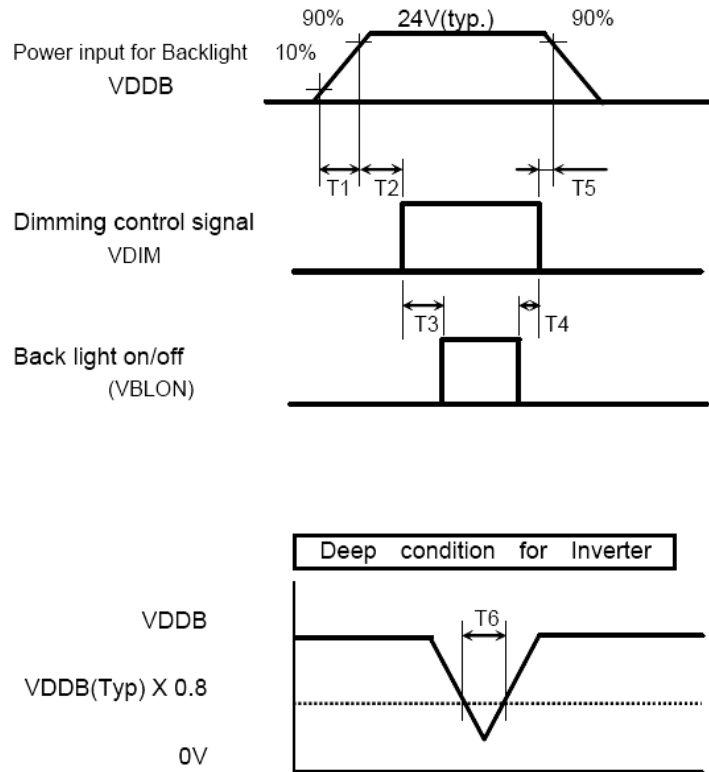 90% 24V(typ.) 90%
Power input for Backlight 10%
VDDB
T1 T2 T5
Dimming control signal
VDIM
T3 T4
Back light on/off
(VBLON)
Deep condition for Inverter
VDDB T6
VDDB(Typ) X 0.8
0V